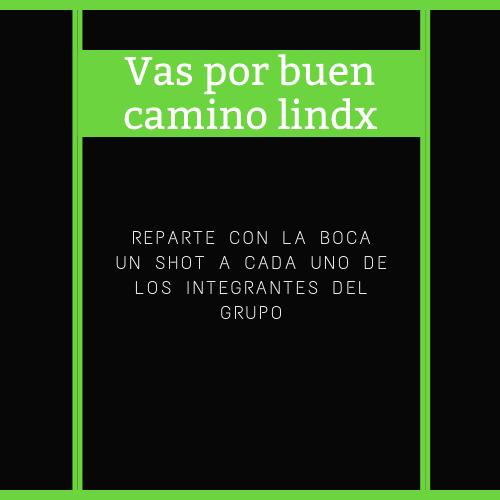 Vas por buen
camino lindx
REPARTE CON LA BOCA
UN SHOT A CADA UNO DE
LOS INTEGRANTES DEL
GRUPO